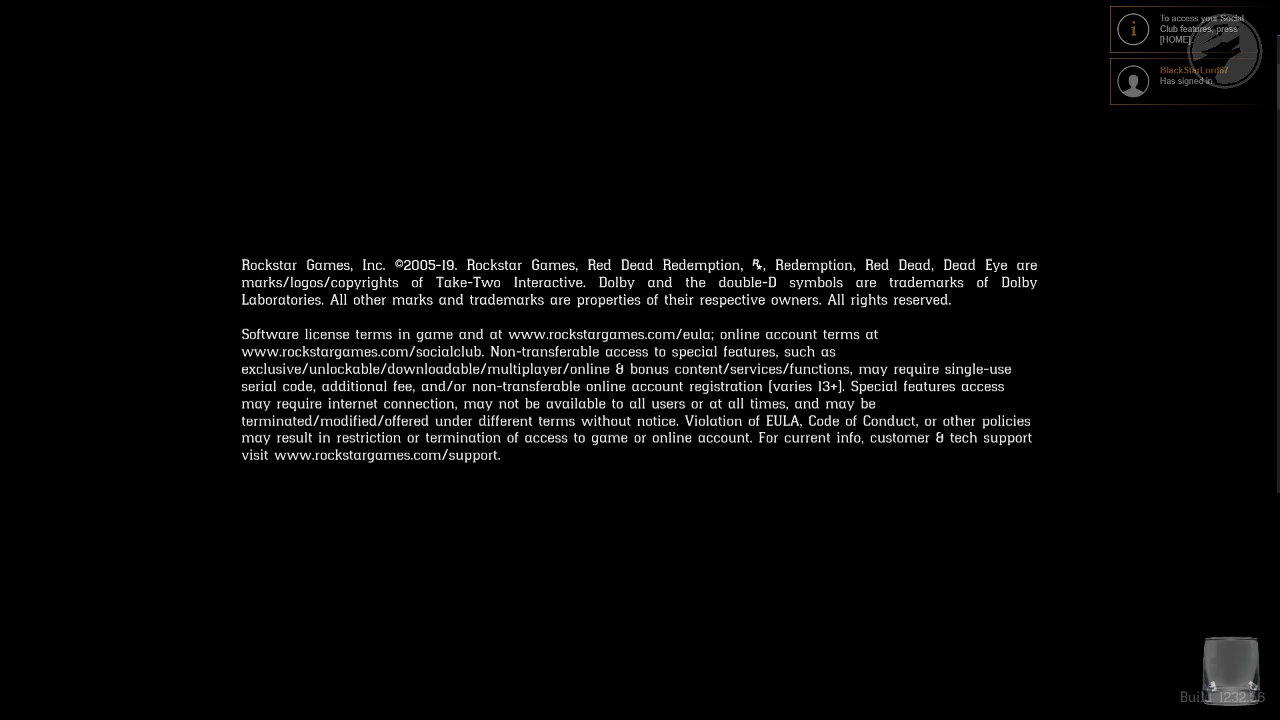 To access your Social
Club features, press
[HOME]
BlackStarLord67
Has signed in.
Rockstar Games, Inc. ©2005-19. Rockstar Games, Red Dead Redemption, R, Redemption, Red Dead, Dead Eye are
marks/logos/copyrights of Take-Two Interactive. Dolby and the double-D symbols are trademarks of Dolby
Laboratories. All other marks and trademarks are properties of their respective owners. All rights reserved.
Software license terms in game and at www.rockstargames.com/eula; online account terms at
www.rockstargames.com/socialclub. Non-transferable access to special features, such as
exclusive/unlockable/downloadable/multiplayer/online & bonus content/services/functions, may require single-use
serial code, additional fee, and/or non-transferable online account registration (varies 13+). Special features access
may require internet connection, may not be available to all users or at all times, and may be
terminated/modified/offered under different terms without notice. Violation of EULA, Code of Conduct, or other policies
may result in restriction or termination of access to game or online account. For current info, customer & tech support
visit www.rockstargames.com/support.
Build 1232.56